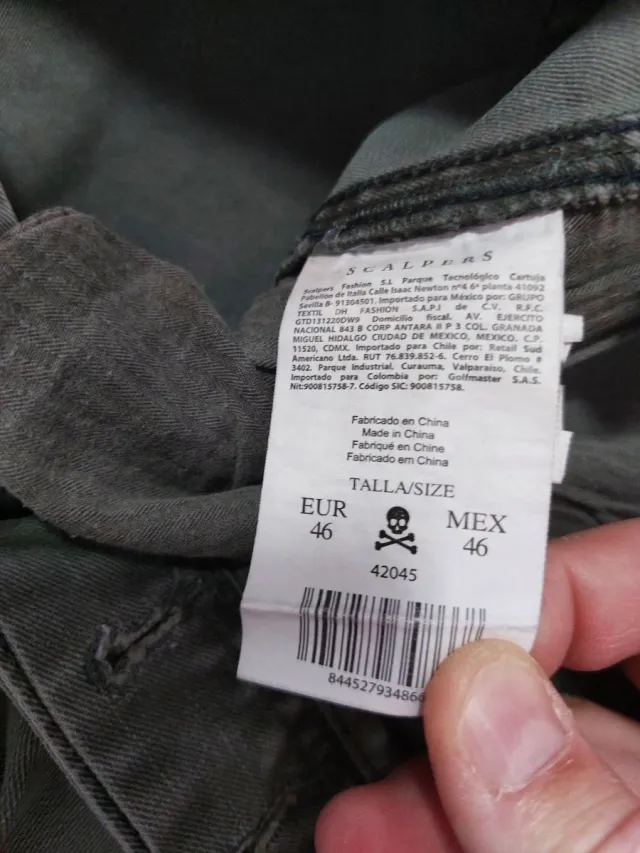 SCALPERS
Scalpers Fashion S.L Parque Tecnológico Cartuja
Pabellón de Italia Calle Isaac Newton nº4 6ª planta 41092
Sevilla B- 91304501. Importado para México por: GRUPO
TEXTIL DH FASHION S.A.P.I de C.V. R.F.C.
GTD131220DW9 Domicilio fiscal. AV. EJERCITO
NACIONAL 843 B CORP ANTARA II P 3 COL. GRANADA
MIGUEL HIDALGO CIUDAD DE MEXICO, MEXICO. C.P.
11520, CDMX. Importado para Chile por: Retail Sud
Americano Ltda. RUT 76.839.852-6. Cerro El Plomo #
3402. Parque Industrial, Curauma, Valparaiso, Chile.
Importado para Colombia por: Golfmaster S.A.S.
Nit:900815758-7. Código SIC: 900815758.
Fabricado en China
Made in China
Fabriqué en Chine
Fabricado em China
TALLA/SIZE
EUR
46
MEX
46
42045
844527934866